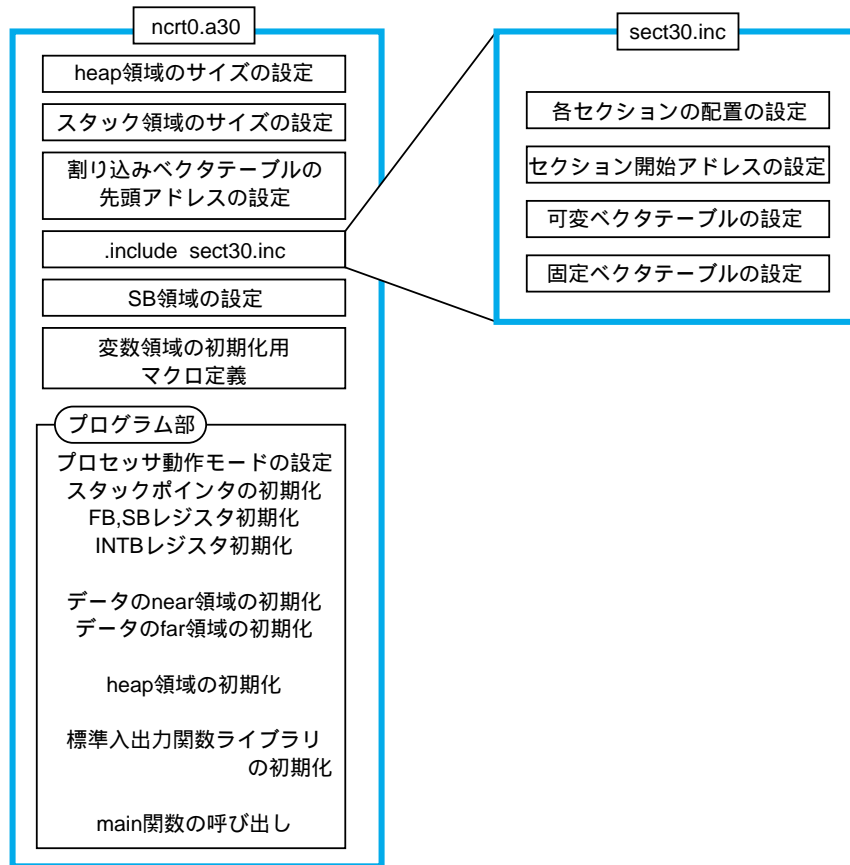 ncrt0.a30
heap領域のサイズの設定
スタック領域のサイズの設定
割り込みベクタテーブルの
先頭アドレスの設定
.include sect30.inc
SB領域の設定
変数領域の初期化用
マクロ定義
プログラム部
プロセッサ動作モードの設定
スタックポインタの初期化
FB,SBレジスタ初期化
INTBレジスタ初期化
データのnear領域の初期化
データのfar領域の初期化
heap領域の初期化
標準入出力関数ライブラリ
の初期化
main関数の呼び出し
sect30.inc
各セクションの配置の設定
セクション開始アドレスの設定
可変ベクタテーブルの設定
固定ベクタテーブルの設定